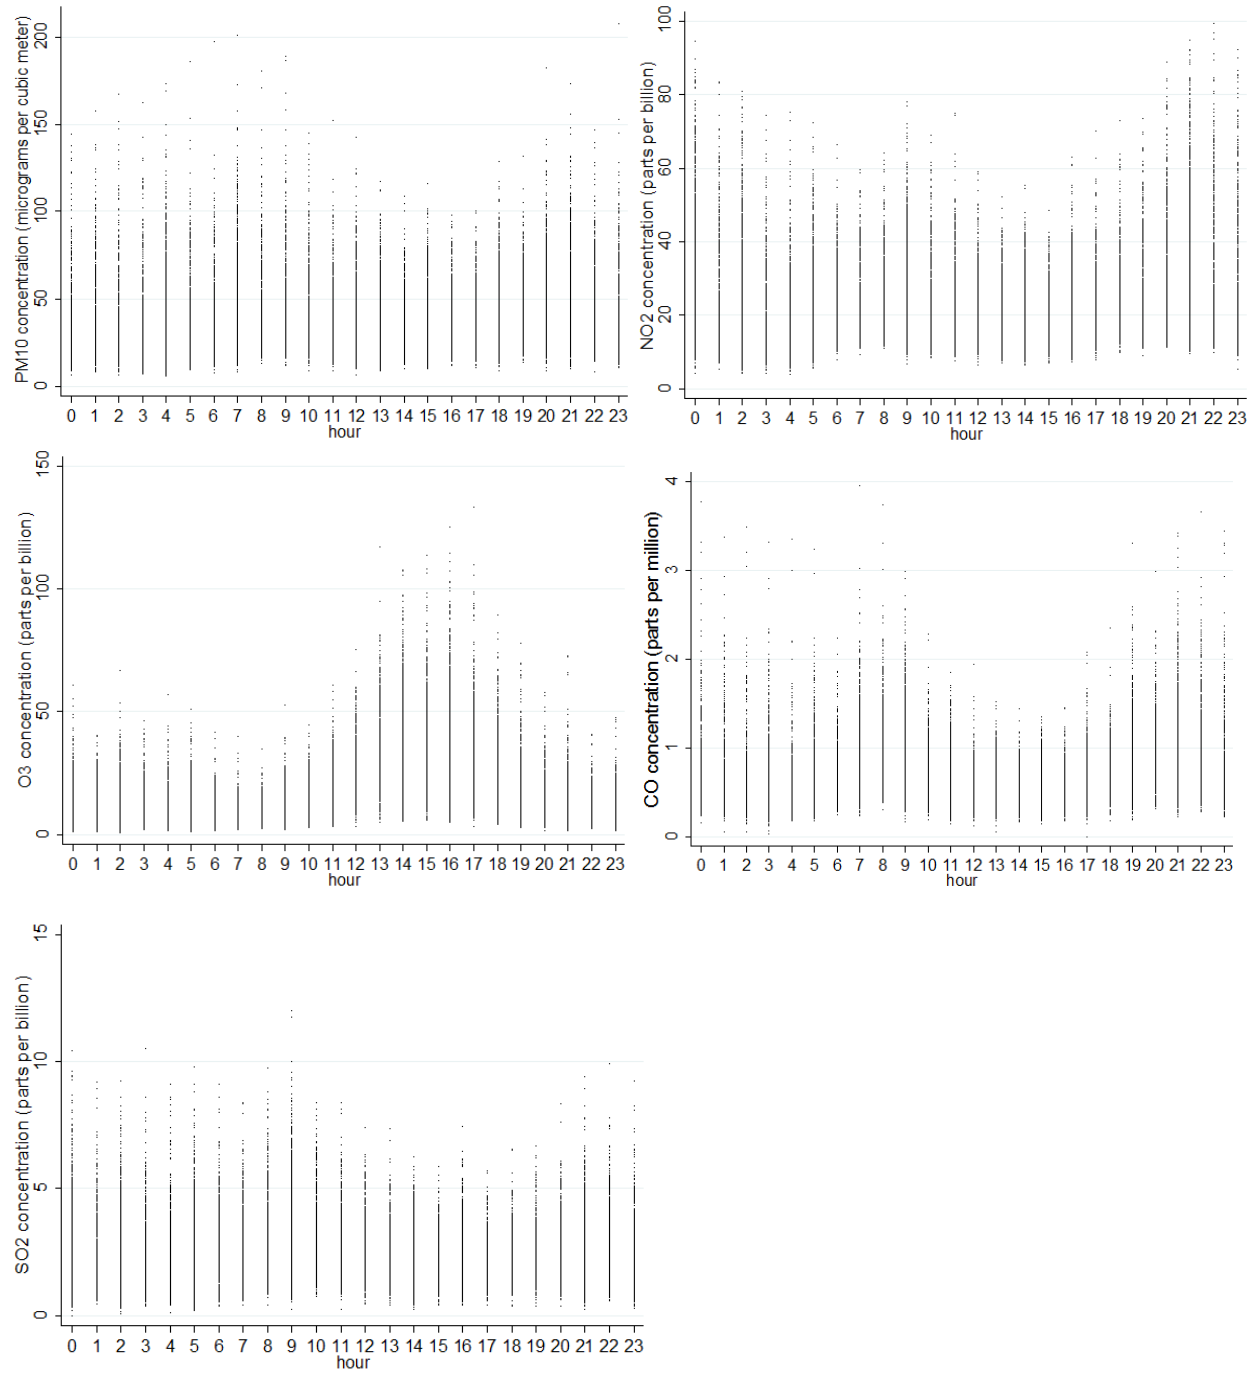 PM10 concentration (micrograms per cubic meter)
200
150
100
50
0
0 1 2 3 4 5 6 7 8 9 10 11 12 13 14 15 16 17 18 19 20 21 22 23
hour
NO2 concentration (parts per billion)
100
80
60
40
20
0
0 1 2 3 4 5 6 7 8 9 10 11 12 13 14 15 16 17 18 19 20 21 22 23
hour
O3 concentration (parts per billion)
150
100
50
0
0 1 2 3 4 5 6 7 8 9 10 11 12 13 14 15 16 17 18 19 20 21 22 23
hour
CO concentration (parts per million)
4
3
2
1
0
0 1 2 3 4 5 6 7 8 9 10 11 12 13 14 15 16 17 18 19 20 21 22 23
hour
SO2 concentration (parts per billion)
15
10
5
0
0 1 2 3 4 5 6 7 8 9 10 11 12 13 14 15 16 17 18 19 20 21 22 23
hour